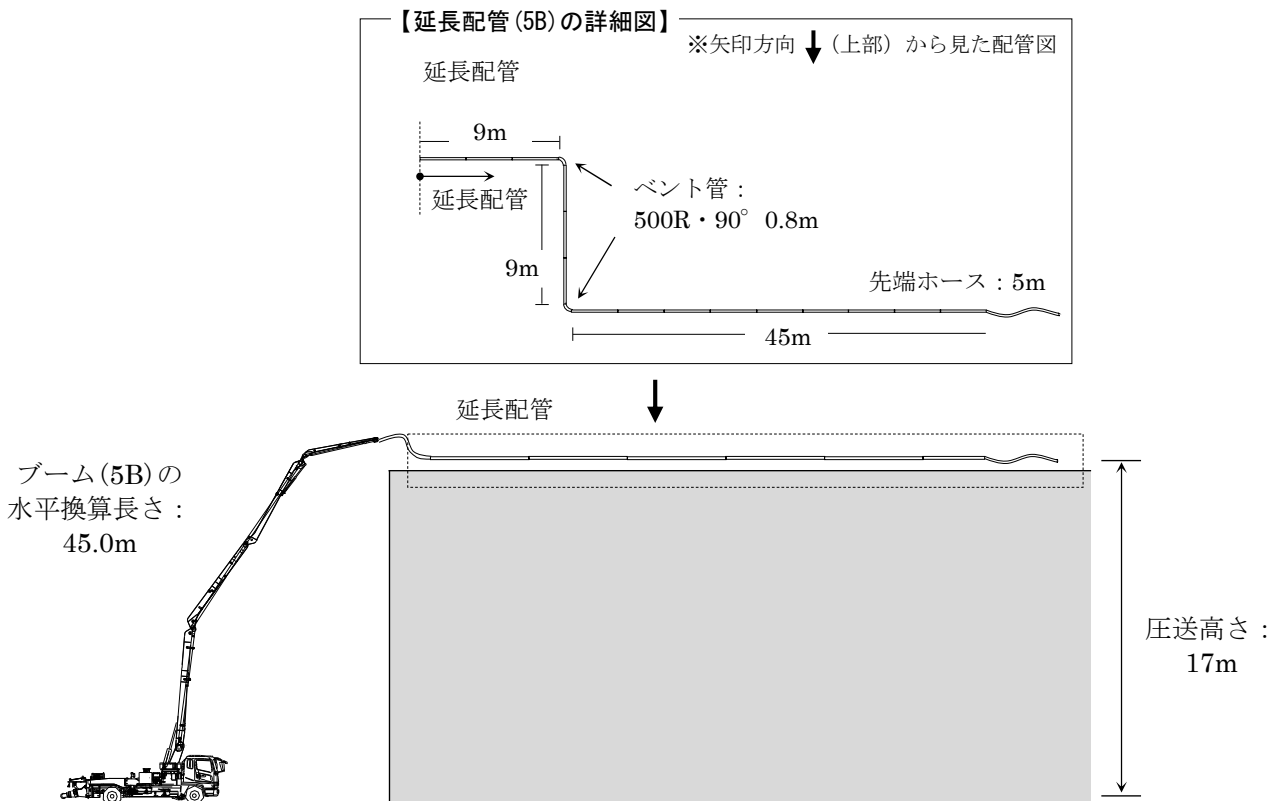 【延長配管(5B)の詳細図】
※矢印方向 (上部) から見た配管図
延長配管
9m
延長配管
ベント管:
500R・90° 0.8m
9m
先端ホース:5m
45m
延長配管
ブーム(5B)の
水平換算長さ:
45.0m
圧送高さ:
17m